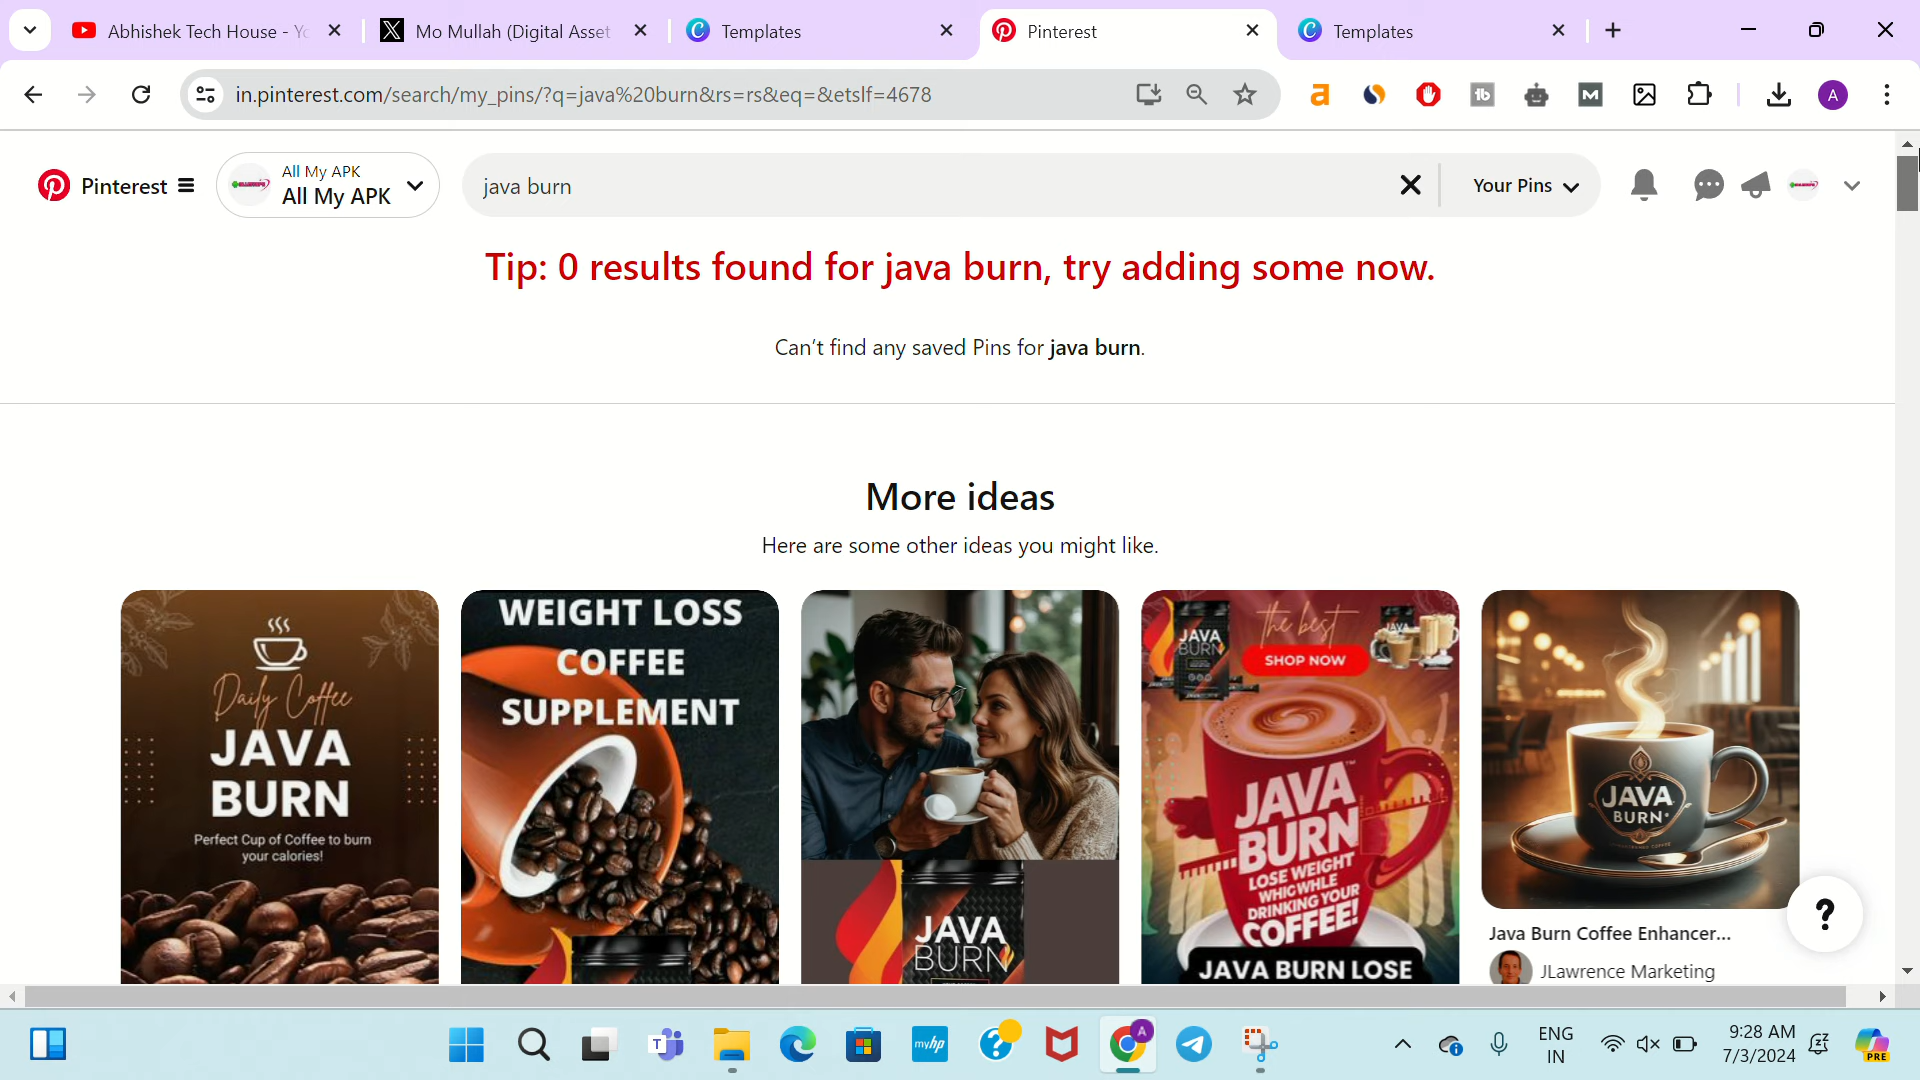 Abhishek Tech House - Yo
Mo Mullah (Digital Asset
Templates
Pinterest
Templates
in.pinterest.com/search/my_pins/?q=java%20burn&rs=rs&eq=&etslf=4678
Pinterest
All My APK
All My APK
java burn
Your Pins
Tip: 0 results found for java burn, try adding some now.
Can't find any saved Pins for java burn.
More ideas
Here are some other ideas you might like.
Daily Coffee
JAVA
BURN
Perfect Cup of Coffee to burn
your calories!
WEIGHT LOSS
COFFEE
SUPPLEMENT
JAVA
BURN
the best
SHOP NOW
JAVA
BURN
JAVA
BURN
LOSE WEIGHT
WHICWHLE
DRINKING YOUR
COFFEE!
JAVA BURN LOSE
JAVA
BURN
Java Burn Coffee Enhancer...
JLawrence Marketing
?
ENG
IN
9:28 AM
7/3/2024
PRE